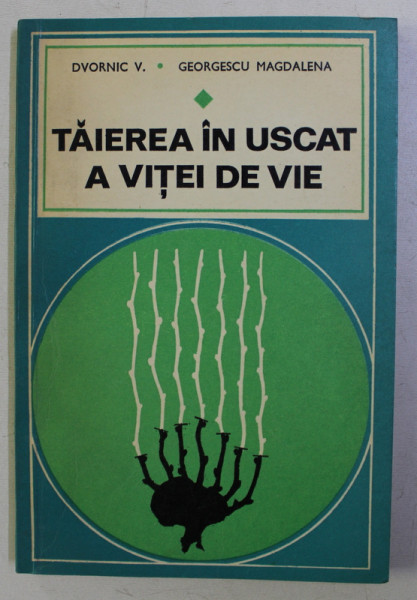 DVORNIC V. • GEORGESCU MAGDALENA
TĂIEREA ÎN USCAT
A VIȚEI DE VIE